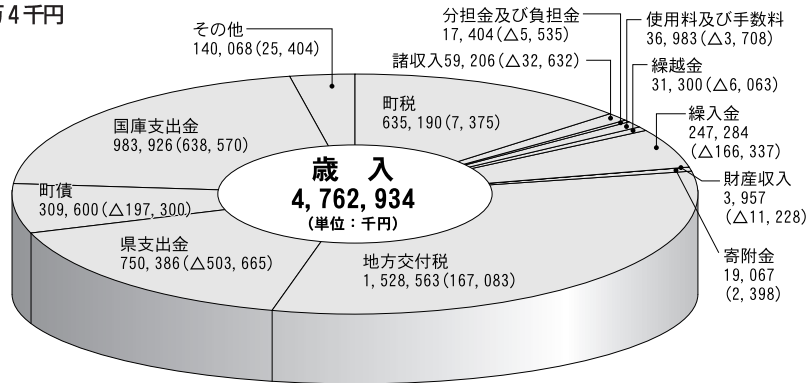 万4千円
その他
140,068(25,404)
分担金及び負担金
17,404(△5,535)
諸収入59,206(△32,632)
使用料及び手数料
36,983(△3,708)
繰越金
31,300(△6,063)
繰入金
247,284
(△166,337)
財産収入
3,957
(△11,228)
寄附金
19,067
(2,398)
町税
635,190(7,375)
国庫支出金
983,926(638,570)
町債
309,600(△197,300)
県支出金
750,386(△503,665)
地方交付税
1,528,563(167,083)
歳 入
4,762,934
(単位:千円)